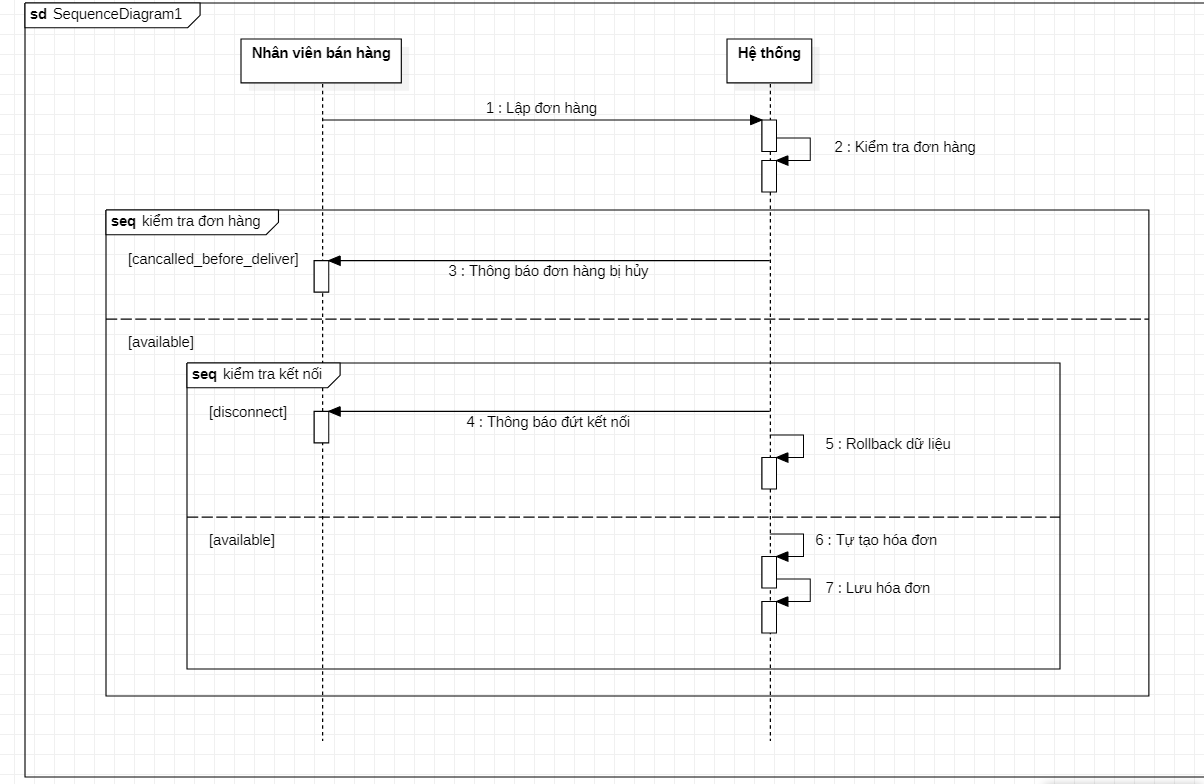 sd SequenceDiagram1
Nhân viên bán hàng
Hệ thống
1 : Lập đơn hàng
2 : Kiểm tra đơn hàng
seq kiểm tra đơn hàng
[cancalled_before_deliver]
3 : Thông báo đơn hàng bị hủy
[available]
seq kiểm tra kết nối
[disconnect]
4 : Thông báo đứt kết nối
5 : Rollback dữ liệu
[available]
6 : Tự tạo hóa đơn
7 : Lưu hóa đơn